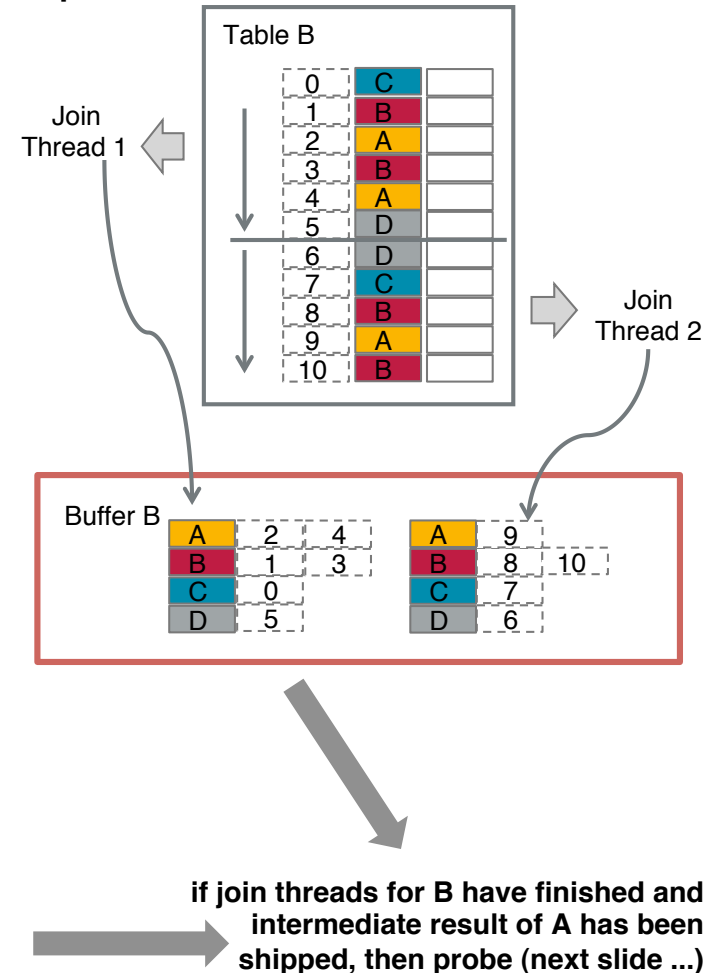 Table B
0 C
1 B
2 A
3 B
4 A
5 D
6 D
7 C
8 B
9 A
10 B
Join
Thread 1
Join
Thread 2
Buffer B
A 2 4
B 1 3
C 0
D 5
A 9
B 8 10
C 7
D 6
if join threads for B have finished and
intermediate result of A has been
shipped, then probe (next slide ...)